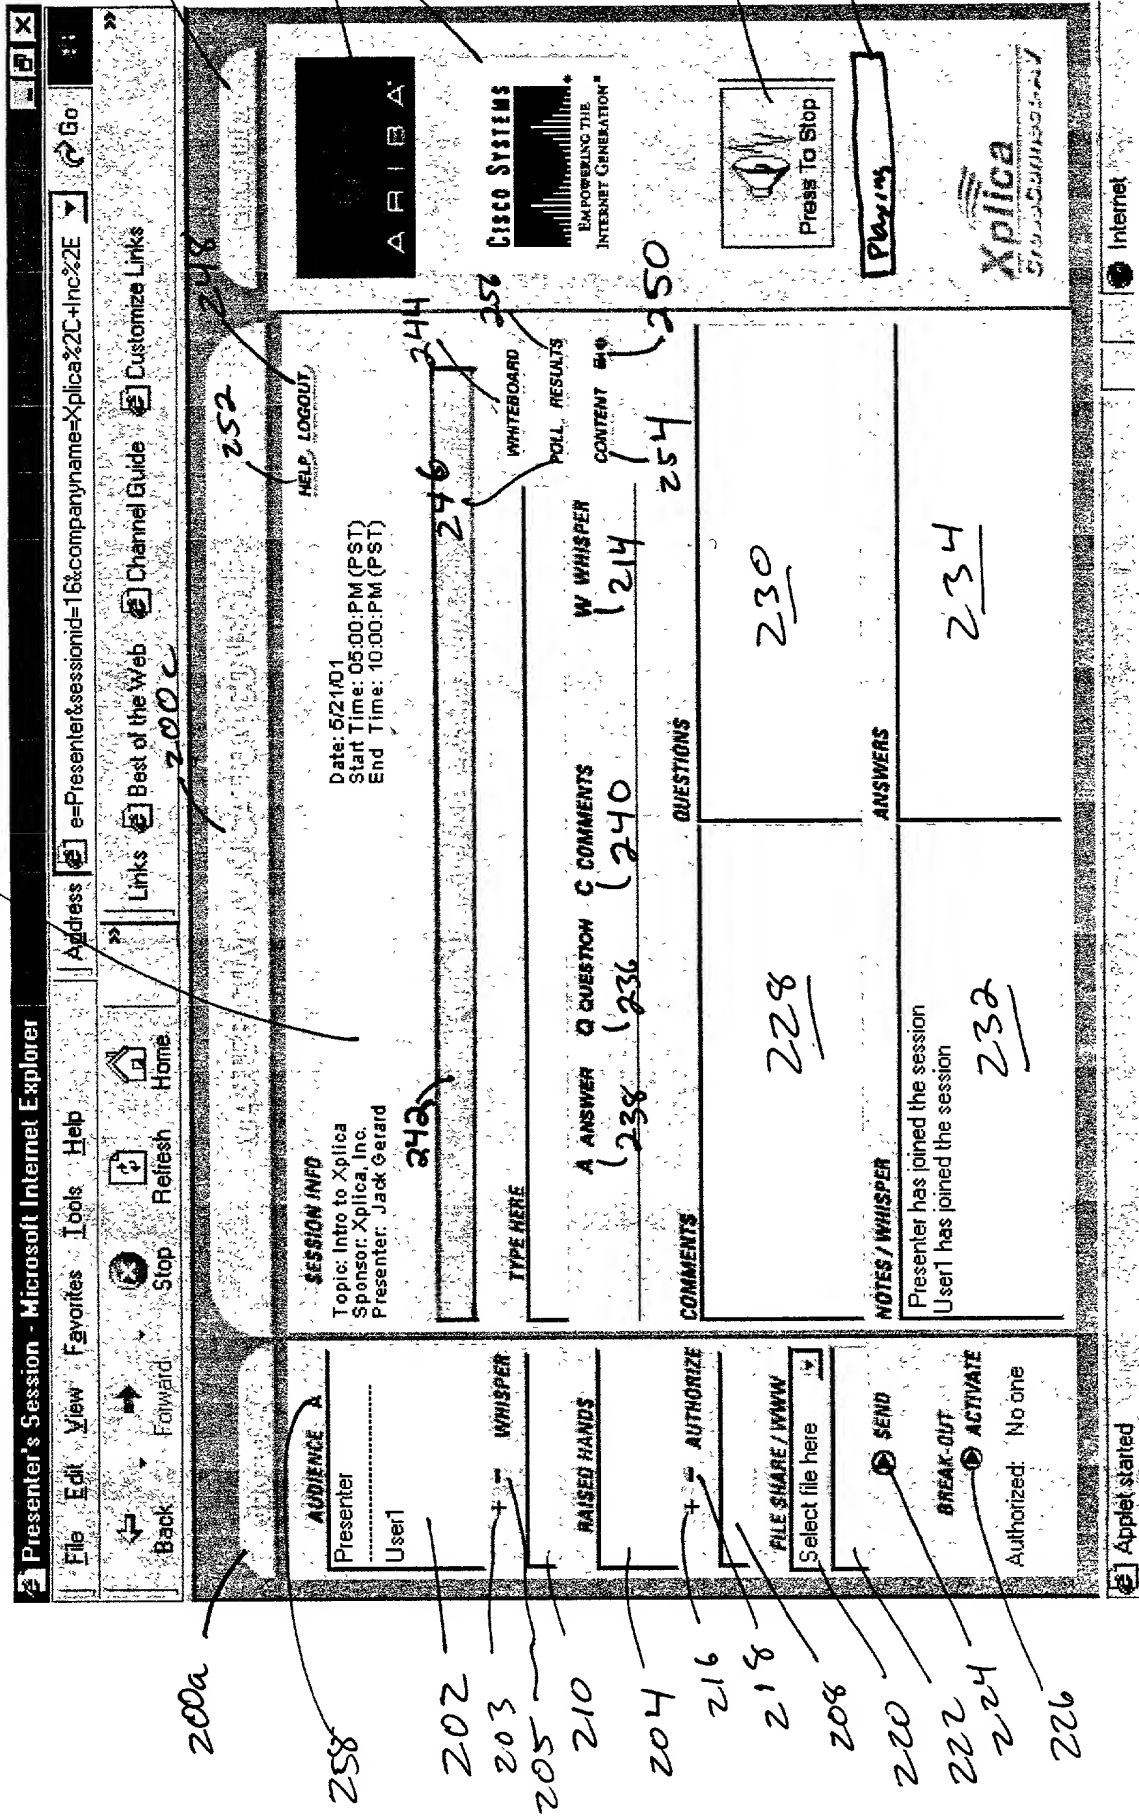 Presenter's Session - Microsoft Internet Explorer
File Edit View Favorites Tools Help
Address e=Presenter&sessionid=16&companyname=Xplica%2C+Inc%2E Go
Back Forward Stop Refresh Home
Links Best of the Web Channel Guide Customize Links
200a
200c
252
248
HELP LOGOUT
258
AUDIENCE A
Presenter
User1
202
203
205
+ - WHISPER
210
RAISED HANDS
204
216
+ - AUTHORIZE
218
208
FILE SHARE / WWW
Select file here
220
222
SEND
224
BREAK-OUT
ACTIVATE
226
Authorized: No one
SESSION INFO
Topic: Intro to Xplica
Sponsor: Xplica, Inc.
Presenter: Jack Gerard
Date: 5/21/01
Start Time: 05:00:PM (PST)
End Time: 10:00:PM (PST)
242
246
244
TYPE HERE
WHITEBOARD
256
POLL RESULTS
A ANSWER Q QUESTION C COMMENTS W WHISPER
CONTENT
238
236
240
214
254
250
COMMENTS
QUESTIONS
228
230
NOTES / WHISPER
ANSWERS
Presenter has joined the session
User1 has joined the session
232
234
ARIBA
CISCO SYSTEMS
EMPOWERING THE
INTERNET GENERATION
Press To Stop
Playing
Xplica
Applet started
Internet